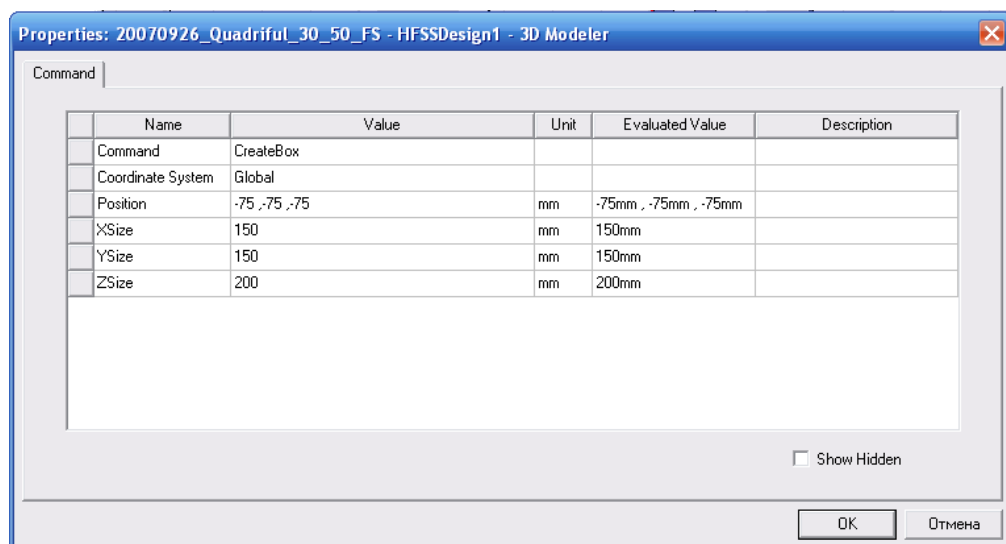 Properties: 20070926_Quadriful_30_50_FS - HFSSDesign1 - 3D Modeler
Command
Name Value Unit Evaluated Value Description
Command CreateBox
Coordinate System Global
Position -75 ,-75 ,-75 mm -75mm , -75mm , -75mm
XSize 150 mm 150mm
YSize 150 mm 150mm
ZSize 200 mm 200mm
Show Hidden
OK Отмена